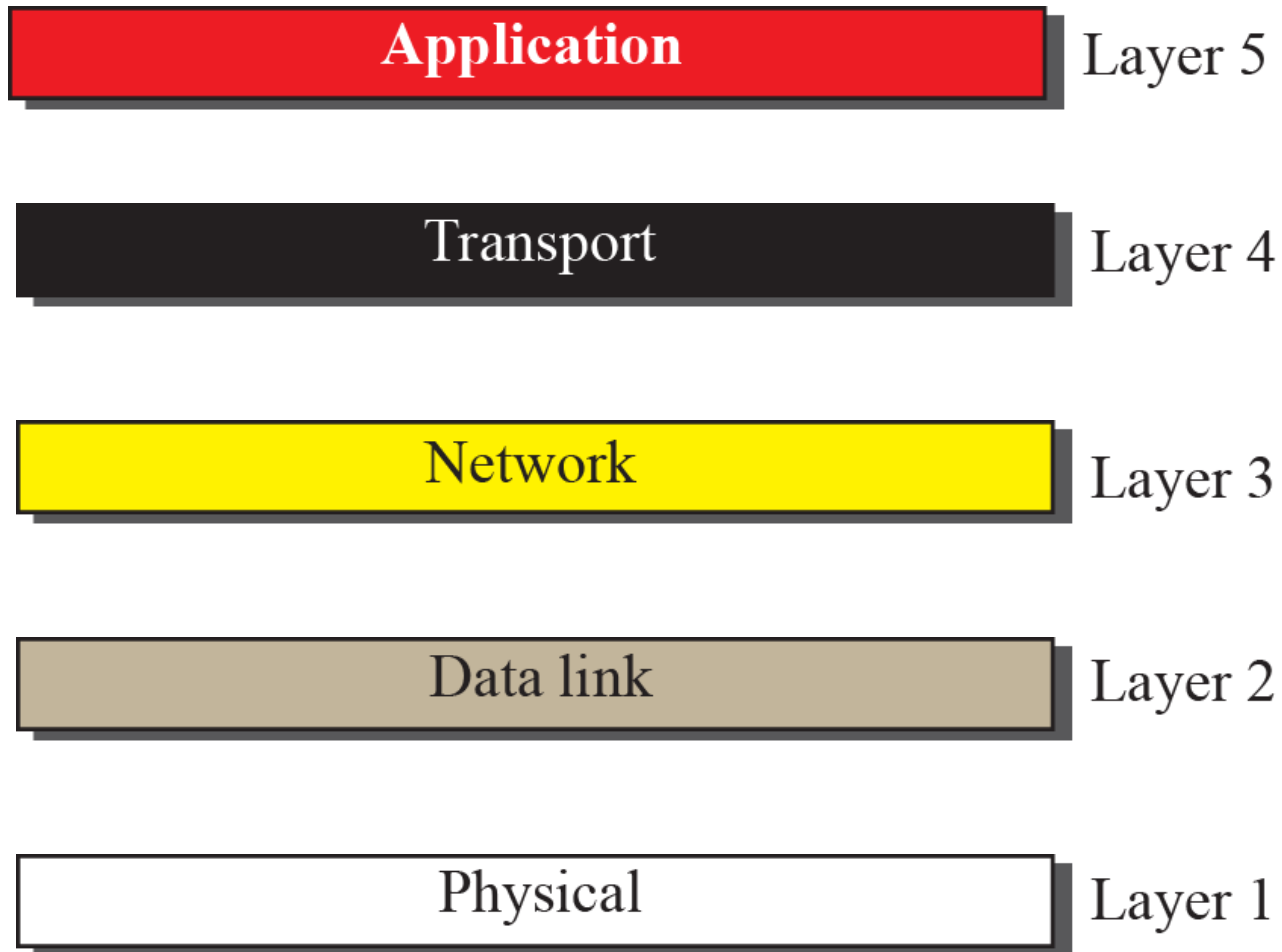 Application Layer 5
Transport Layer 4
Network Layer 3
Data link Layer 2
Physical Layer 1